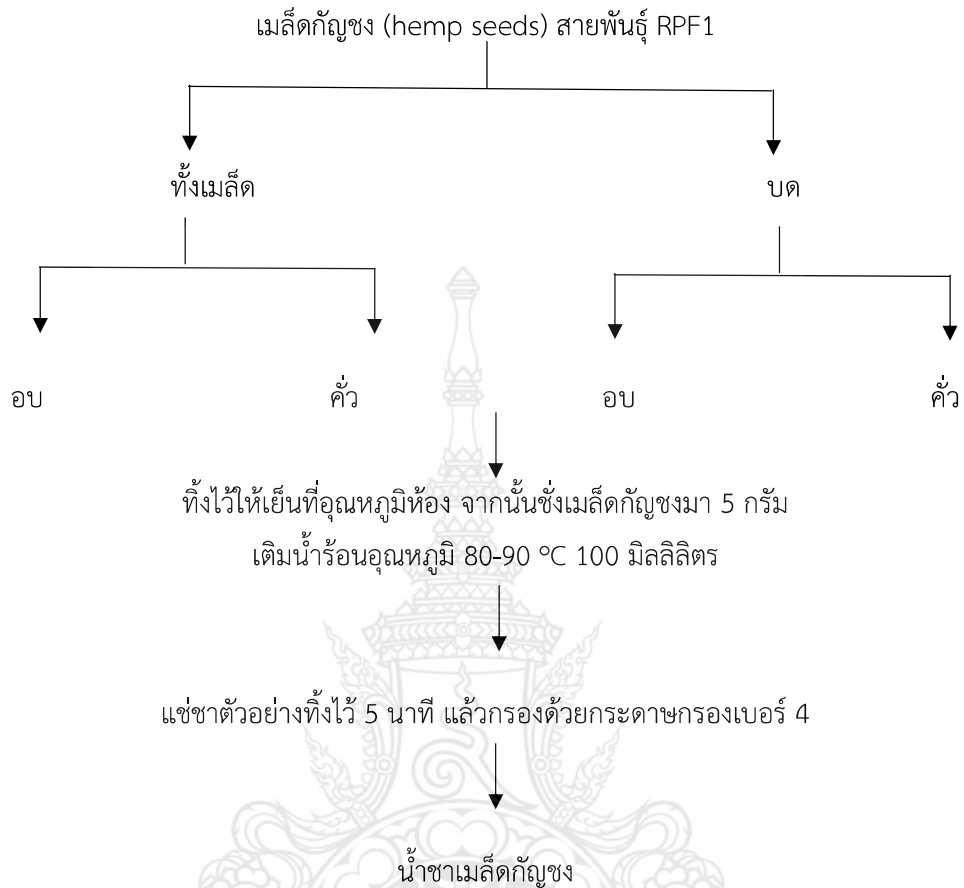 เมล็ดกัญชง (hemp seeds) สายพันธุ์ RPF1
ทั้งเมล็ด บด
อบ คั่ว อบ คั่ว
ทิ้งไว้ให้เย็นที่อุณหภูมิห้อง จากนั้นชั่งเมล็ดกัญชงมา 5 กรัม
เติมน้ำร้อนอุณหภูมิ 80-90 ºC 100 มิลลิลิตร
แช่ชาตัวอย่างทิ้งไว้ 5 นาที แล้วกรองด้วยกระดาษกรองเบอร์ 4
น้ำชาเมล็ดกัญชง